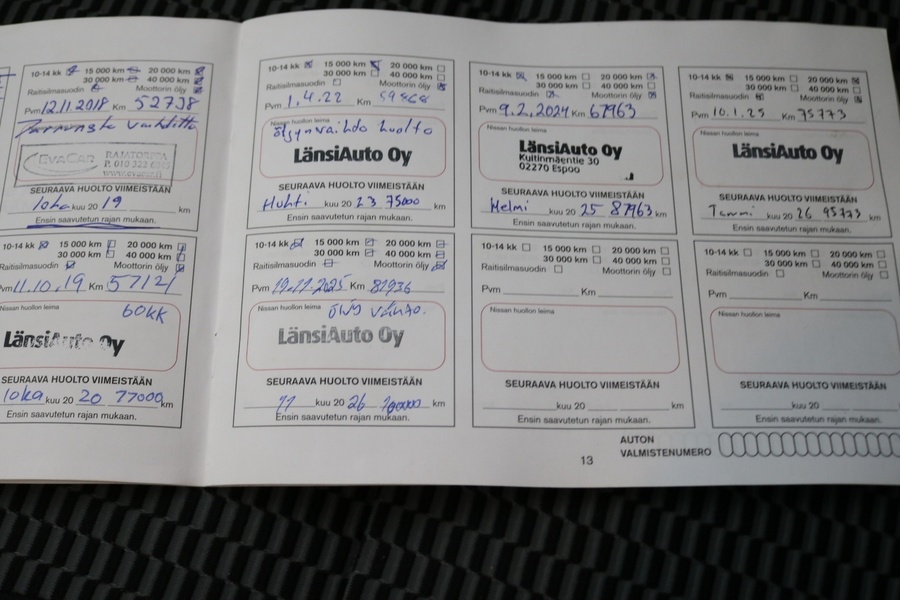 10-14 kk 15 000 km 20 000 km
30 000 km 40 000 km
Raitisilmasuodin Moottorin öljy
Pvm 12.11.2018 Km 52738
EVACAR RAJATORPPA
SEURAAVA HUOLTO VIIMEISTÄÄN
loka kuu 20 19 km
Ensin saavutetun rajan mukaan.
10-14 kk 15 000 km 20 000 km
30 000 km 40 000 km
Raitisilmasuodin Moottorin öljy
Pvm 1.4.22 Km
Nissan huollon leima
öljynvaihdo huolto
LänsiAuto Oy
SEURAAVA HUOLTO VIIMEISTÄÄN
Huhti kuu 20 23 75000 km
Ensin saavutetun rajan mukaan.
10-14 kk 15 000 km 20 000 km
30 000 km 40 000 km
Raitisilmasuodin Moottorin öljy
Pvm 9.2.2024 Km 67963
Nissan huollon leima
LänsiAuto Oy
Kuitinmäentie 30
02270 Espoo
SEURAAVA HUOLTO VIIMEISTÄÄN
Helmi kuu 20 25 87963 km
Ensin saavutetun rajan mukaan.
10-14 kk 15 000 km 20 000 km
30 000 km 40 000 km
Raitisilmasuodin Moottorin öljy
Pvm 10.1.25 Km 75773
Nissan huollon leima
LänsiAuto Oy
SEURAAVA HUOLTO VIIMEISTÄÄN
Tammi kuu 20 26 95773 km
Ensin saavutetun rajan mukaan.
10-14 kk 15 000 km 20 000 km
30 000 km 40 000 km
Raitisilmasuodin Moottorin öljy
Pvm 11.10.19 Km 57121
Nissan huollon leima
60kk
LänsiAuto Oy
SEURAAVA HUOLTO VIIMEISTÄÄN
loka kuu 20 20 77000 km
Ensin saavutetun rajan mukaan.
10-14 kk 15 000 km 20 000 km
30 000 km 40 000 km
Raitisilmasuodin Moottorin öljy
Pvm 19.11.2025 Km 81936
Nissan huollon leima
LänsiAuto Oy
SEURAAVA HUOLTO VIIMEISTÄÄN
11 kuu 20 26 km
Ensin saavutetun rajan mukaan.
10-14 kk 15 000 km 20 000 km
30 000 km 40 000 km
Raitisilmasuodin Moottorin öljy
Pvm Km
Nissan huollon leima
SEURAAVA HUOLTO VIIMEISTÄÄN
kuu 20 km
Ensin saavutetun rajan mukaan.
10-14 kk 15 000 km 20 000 km
30 000 km 40 000 km
Raitisilmasuodin Moottorin öljy
Pvm Km
Nissan huollon leima
SEURAAVA HUOLTO VIIMEISTÄÄN
kuu 20 km
Ensin saavutetun rajan mukaan.
13
AUTON
VALMISTENUMERO